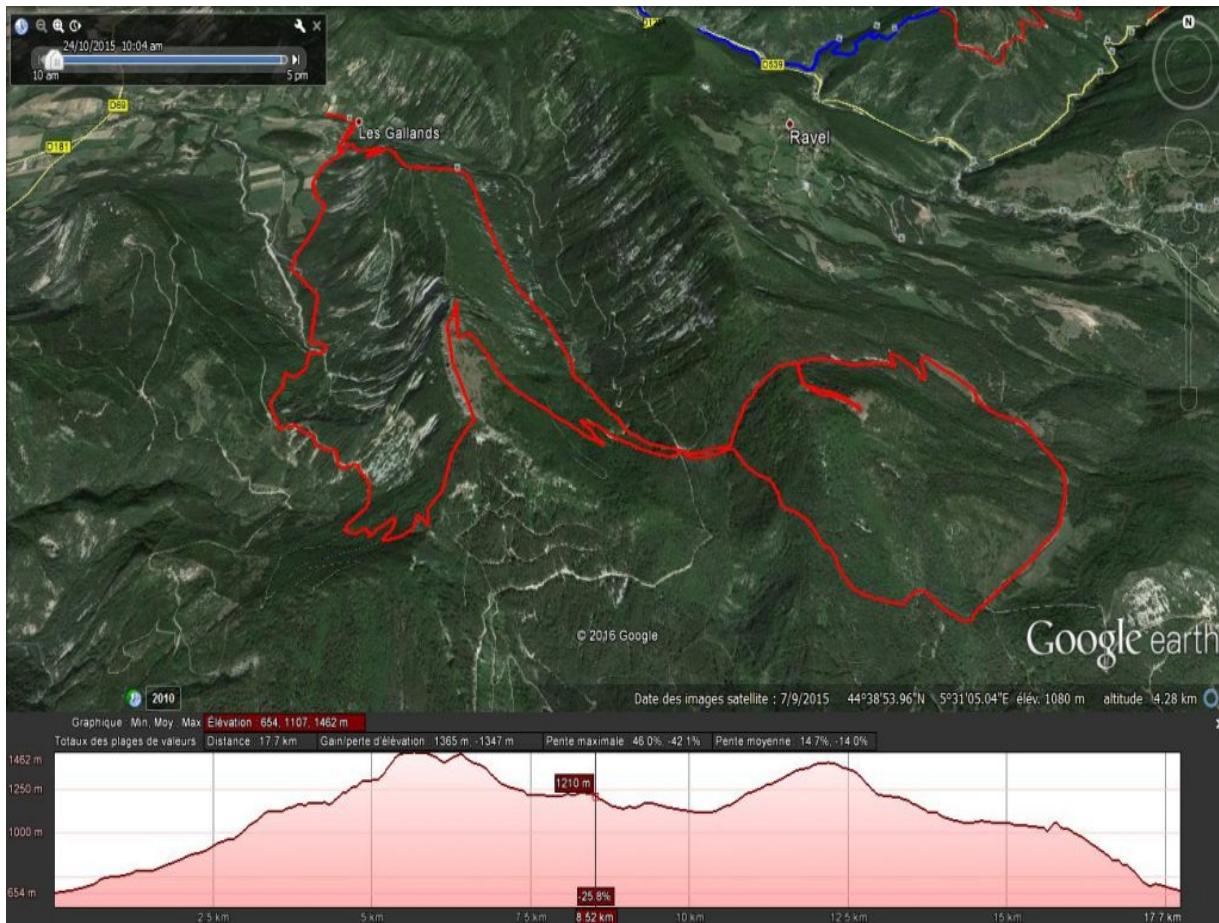 24/10/2015 10:04 am
10 am
5 pm
N
D539
D69
D181
Les Gallands
Ravel
© 2016 Google
Google earth
2010
Date des images satellite : 7/9/2015 44°38'53.96"N 5°31'05.04"E élév. 1080 m altitude 4.28 km
Graphique : Min, Moy. Max Élévation : 654, 1107, 1462 m
Totaux des plages de valeurs Distance : 17.7 km Gain/perte d'élévation : 1365 m, -1347 m Pente maximale : 46.0%, -42.1% Pente moyenne : 14.7%, -14.0%
1462 m
1250 m
1210 m
1000 m
654 m
-25.8%
2.5 km 5 km 7.5 km 8.52 km 10 km 12.5 km 15 km 17.7 km